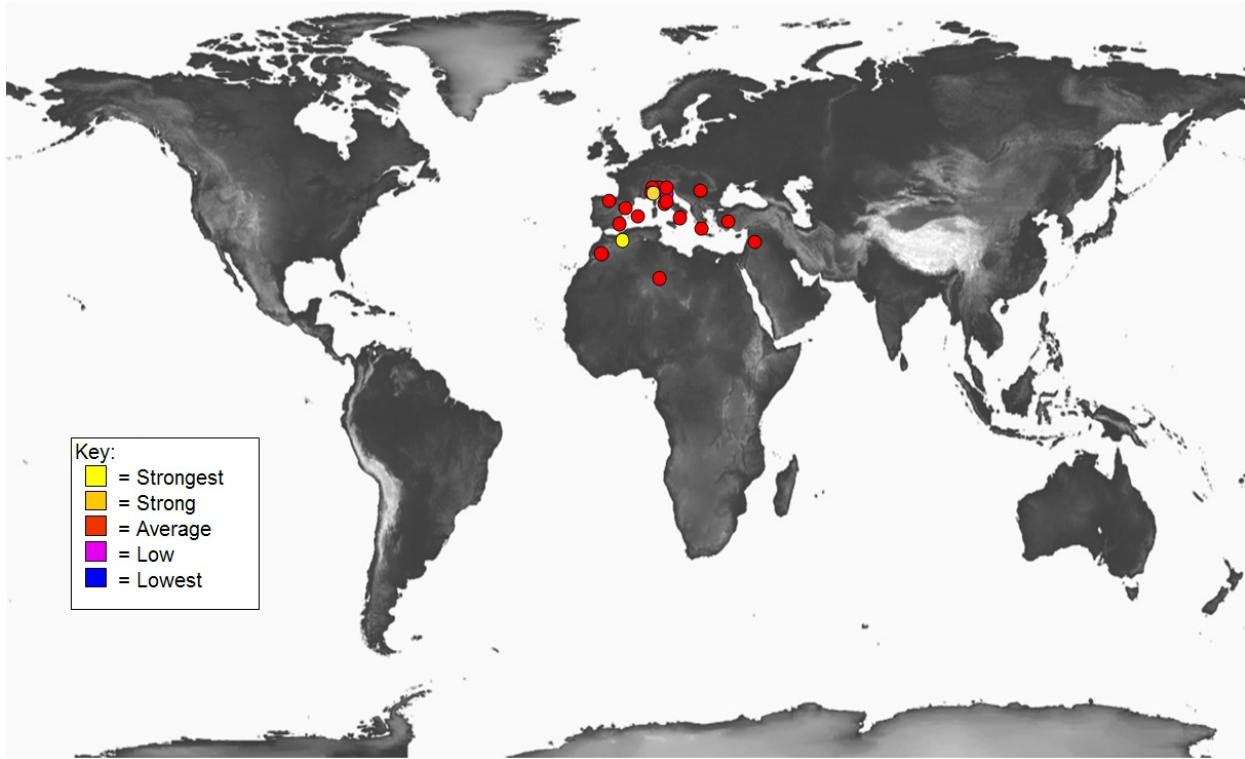 Key:
= Strongest
= Strong
= Average
= Low
= Lowest